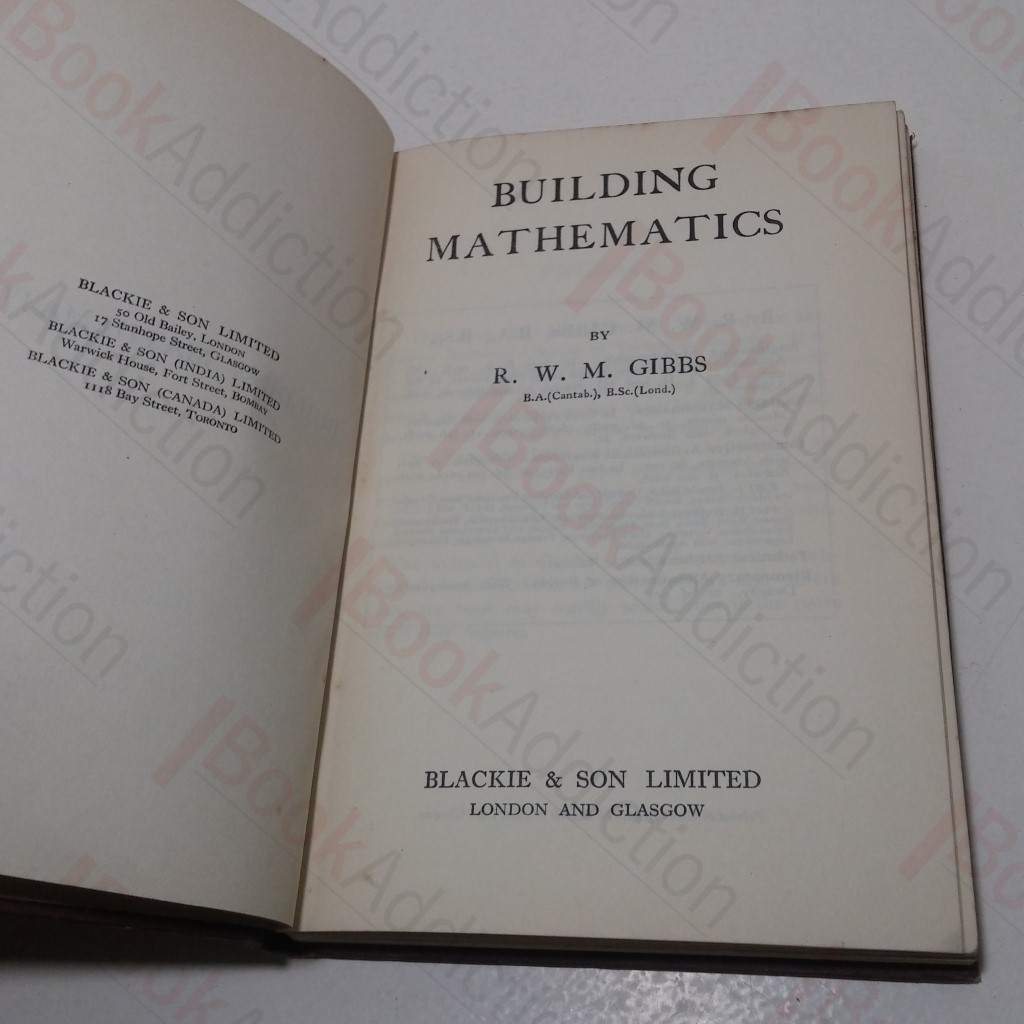 BLACKIE & SON LIMITED
50 Old Bailey, LONDON
17 Stanhope Street, GLASGOW
BLACKIE & SON (INDIA) LIMITED
Warwick House, Fort Street, BOMBAY
BLACKIE & SON (CANADA) LIMITED
1118 Bay Street, TORONTO
BUILDING
MATHEMATICS
BY
R. W. M. GIBBS
B.A.(Cantab.), B.Sc.(Lond.)
BLACKIE & SON LIMITED
LONDON AND GLASGOW
BookAddiction